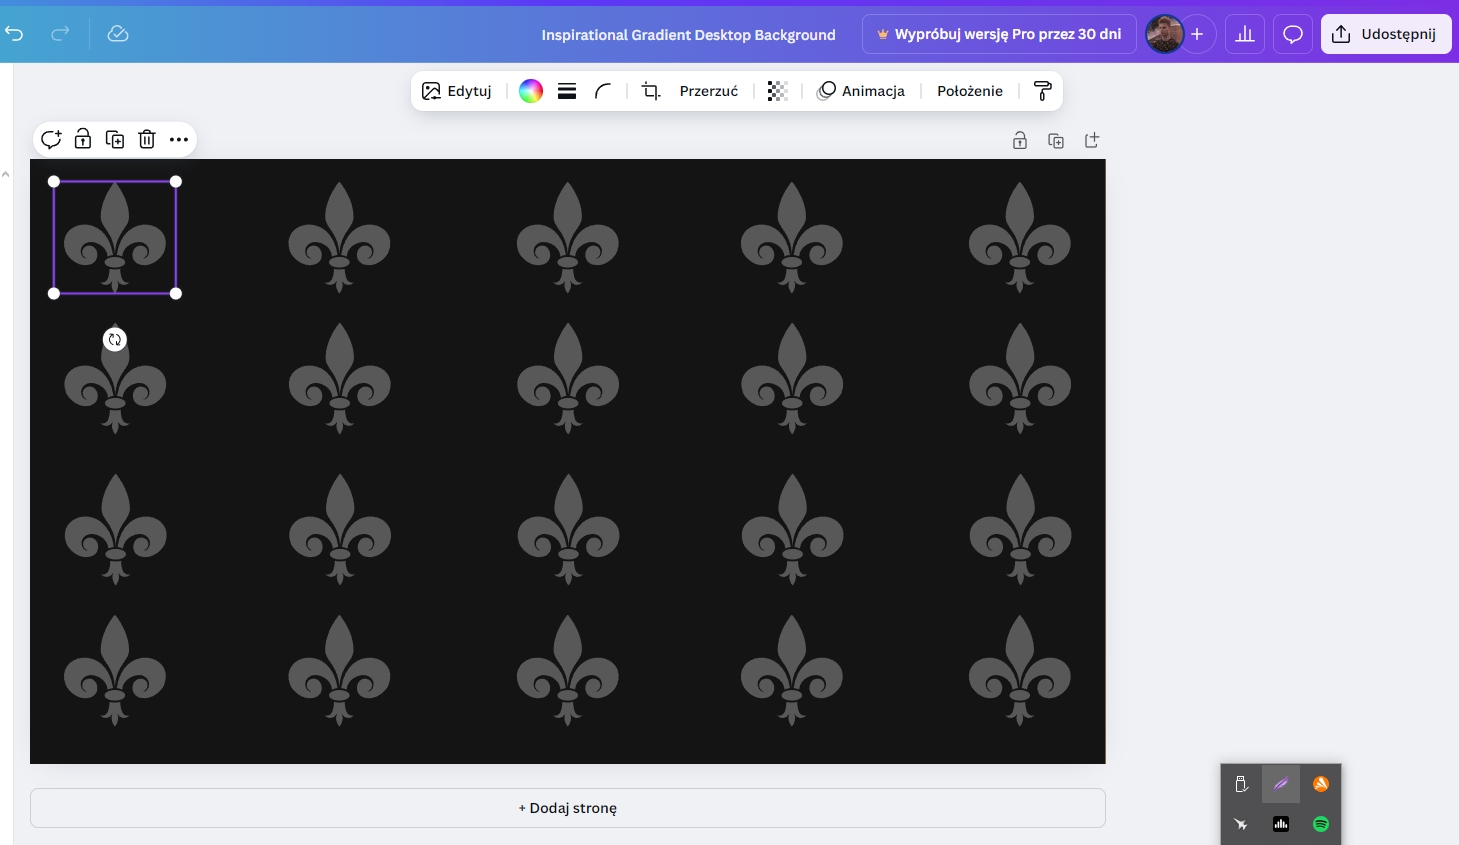 Inspirational Gradient Desktop Background
Wypróbuj wersję Pro przez 30 dni
Udostępnij
Edytuj
Przerzuć
Animacja
Położenie
+ Dodaj stronę